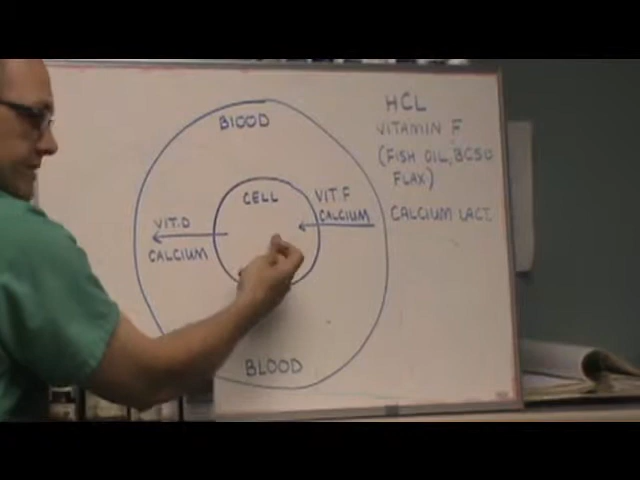 BLOOD
HCL
VITAMIN F
(FISH OIL, BCSO
FLAX)
CALCIUM LACT.
CELL
VIT F
CALCIUM
VIT.D
CALCIUM
BLOOD